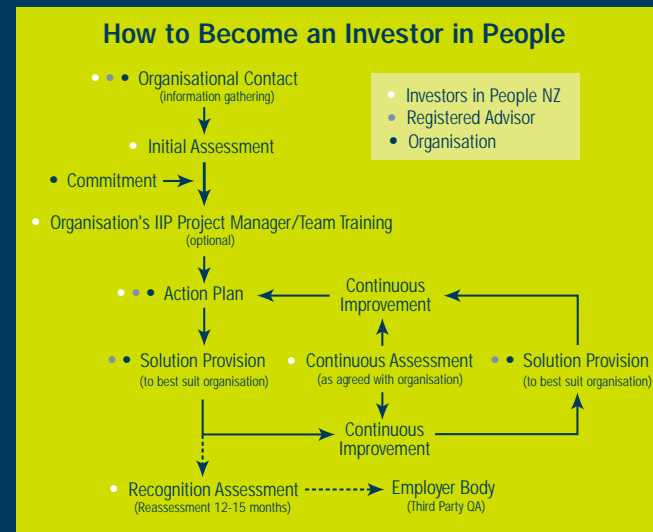 How to Become an Investor in People
• • • Organisational Contact
(information gathering)
• Investors in People NZ
• Registered Advisor
• Organisation
• Initial Assessment
• Commitment
• Organisation's IIP Project Manager/Team Training
(optional)
• • • Action Plan
Continuous
Improvement
• • Solution Provision
(to best suit organisation)
• Continuous Assessment
(as agreed with organisation)
• • Solution Provision
(to best suit organisation)
Continuous
Improvement
• Recognition Assessment
(Reassessment 12-15 months)
Employer Body
(Third Party QA)